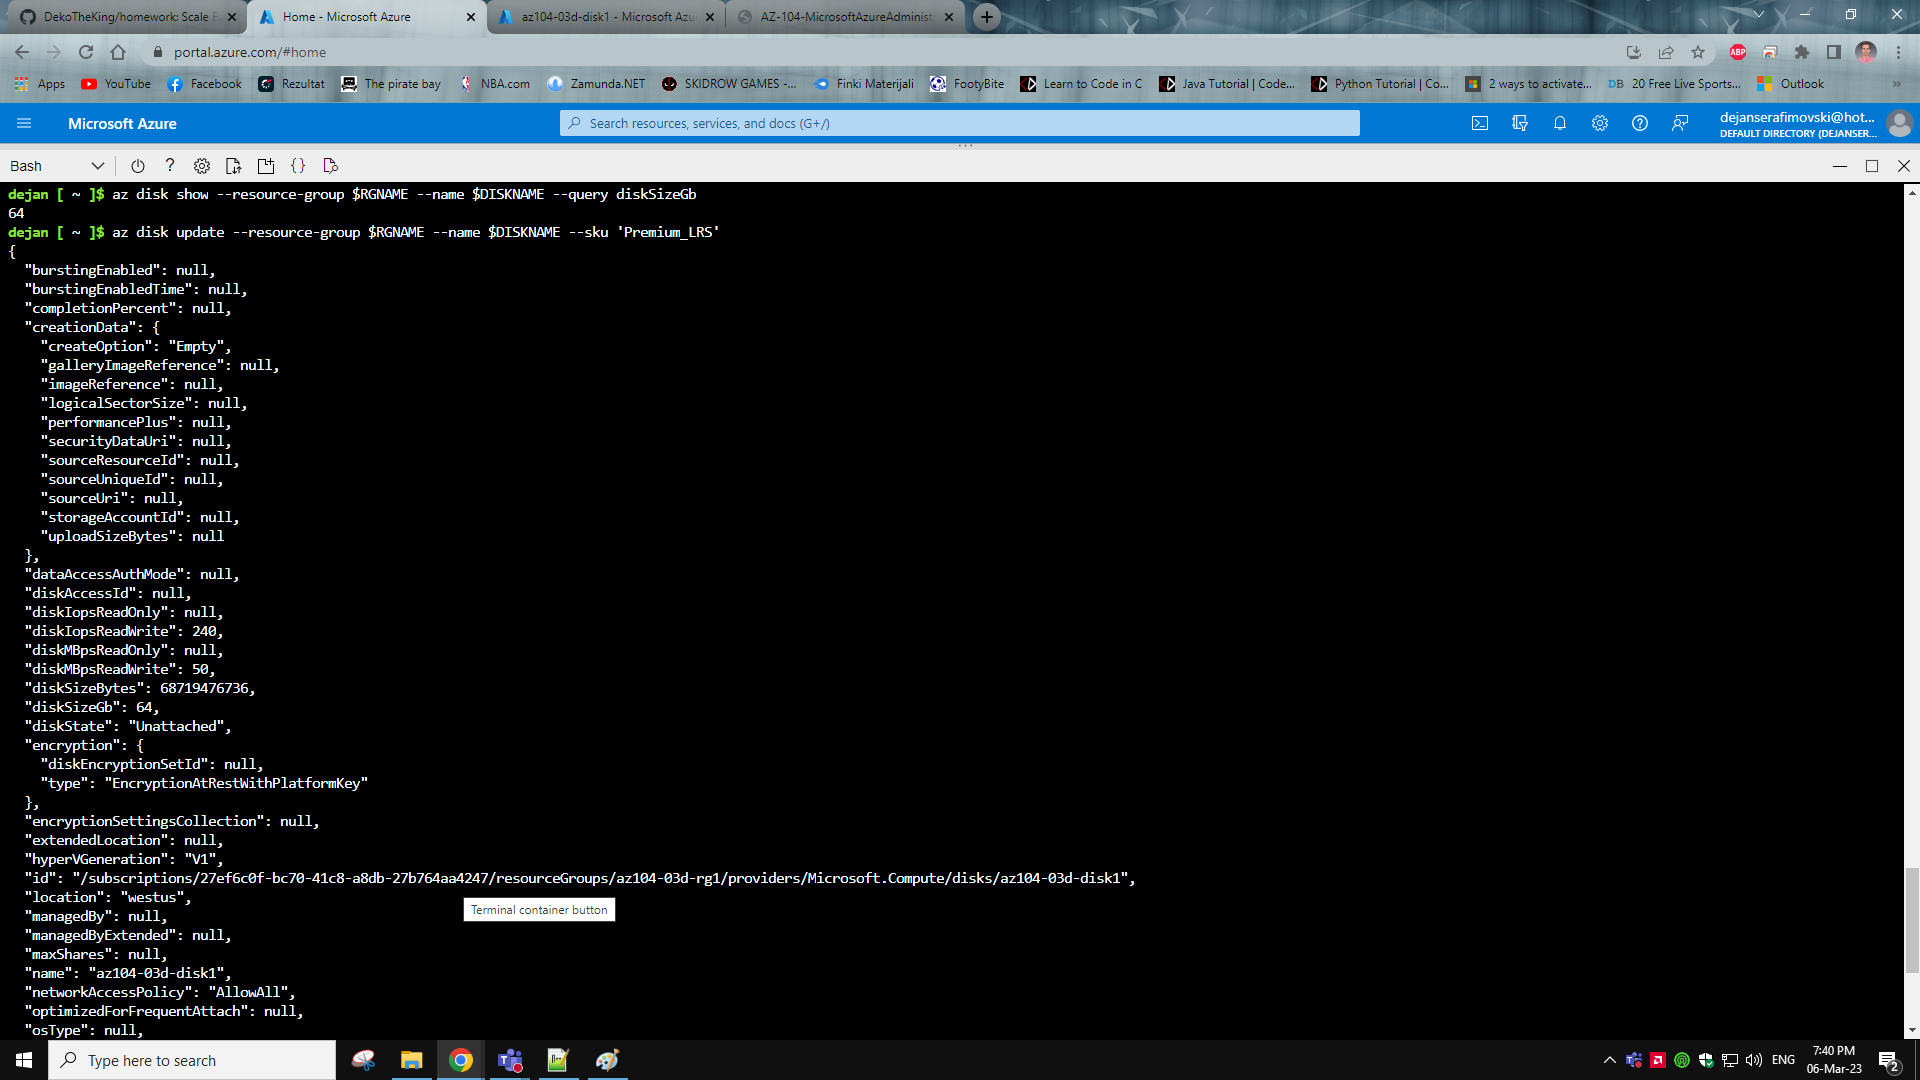 DekoTheKing/homework: Scale E
Home - Microsoft Azure
az104-03d-disk1 - Microsoft Azu
AZ-104-MicrosoftAzureAdminist
portal.azure.com/#home
ABP
Apps
YouTube
Facebook
Rezultat
The pirate bay
NBA.com
Zamunda.NET
SKIDROW GAMES -...
Finki Materijali
FootyBite
Learn to Code in C
Java Tutorial | Code...
Python Tutorial | Co...
2 ways to activate...
DB 20 Free Live Sports...
Outlook
»
Microsoft Azure
Search resources, services, and docs (G+/)
dejanserafimovski@hot...
DEFAULT DIRECTORY (DEJANSER...
Bash
dejan [ ~ ]$ az disk show --resource-group $RGNAME --name $DISKNAME --query diskSizeGb
64
dejan [ ~ ]$ az disk update --resource-group $RGNAME --name $DISKNAME --sku 'Premium_LRS'
{
"burstingEnabled": null,
"burstingEnabledTime": null,
"completionPercent": null,
"creationData": {
"createOption": "Empty",
"galleryImageReference": null,
"imageReference": null,
"logicalSectorSize": null,
"performancePlus": null,
"securityDataUri": null,
"sourceResourceId": null,
"sourceUniqueId": null,
"sourceUri": null,
"storageAccountId": null,
"uploadSizeBytes": null
},
"dataAccessAuthMode": null,
"diskAccessId": null,
"diskIopsReadOnly": null,
"diskIopsReadWrite": 240,
"diskMBpsReadOnly": null,
"diskMBpsReadWrite": 50,
"diskSizeBytes": 68719476736,
"diskSizeGb": 64,
"diskState": "Unattached",
"encryption": {
"diskEncryptionSetId": null,
"type": "EncryptionAtRestWithPlatformKey"
},
"encryptionSettingsCollection": null,
"extendedLocation": null,
"hyperVGeneration": "V1",
"id": "/subscriptions/27ef6c0f-bc70-41c8-a8db-27b764aa4247/resourceGroups/az104-03d-rg1/providers/Microsoft.Compute/disks/az104-03d-disk1",
"location": "westus",
"managedBy": null,
"managedByExtended": null,
"maxShares": null,
"name": "az104-03d-disk1",
"networkAccessPolicy": "AllowAll",
"optimizedForFrequentAttach": null,
"osType": null,
Terminal container button
Type here to search
ENG
7:40 PM
06-Mar-23
2